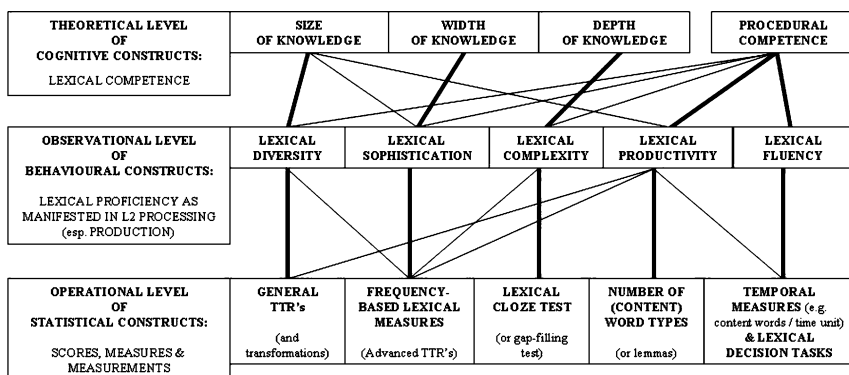 THEORETICAL LEVEL
OF
COGNITIVE CONSTRUCTS:
LEXICAL COMPETENCE
SIZE
OF KNOWLEDGE
WIDTH
OF KNOWLEDGE
DEPTH
OF KNOWLEDGE
PROCEDURAL
COMPETENCE
OBSERVATIONAL LEVEL
OF
BEHAVIOURAL CONSTRUCTS:
LEXICAL PROFICIENCY AS
MANIFESTED IN L2 PROCESSING
(esp. PRODUCTION)
LEXICAL
DIVERSITY
LEXICAL
SOPHISTICATION
LEXICAL
COMPLEXITY
LEXICAL
PRODUCTIVITY
LEXICAL
FLUENCY
OPERATIONAL LEVEL
OF
STATISTICAL CONSTRUCTS:
SCORES, MEASURES &
MEASUREMENTS
GENERAL
TTR's
(and
transformations)
FREQUENCY-
BASED LEXICAL
MEASURES
(Advanced TTR's)
LEXICAL
CLOZE TEST
(or gap-filling
test)
NUMBER OF
(CONTENT)
WORD TYPES
(or lemmas)
TEMPORAL
MEASURES (e.g.
content words / time unit)
& LEXICAL
DECISION TASKS